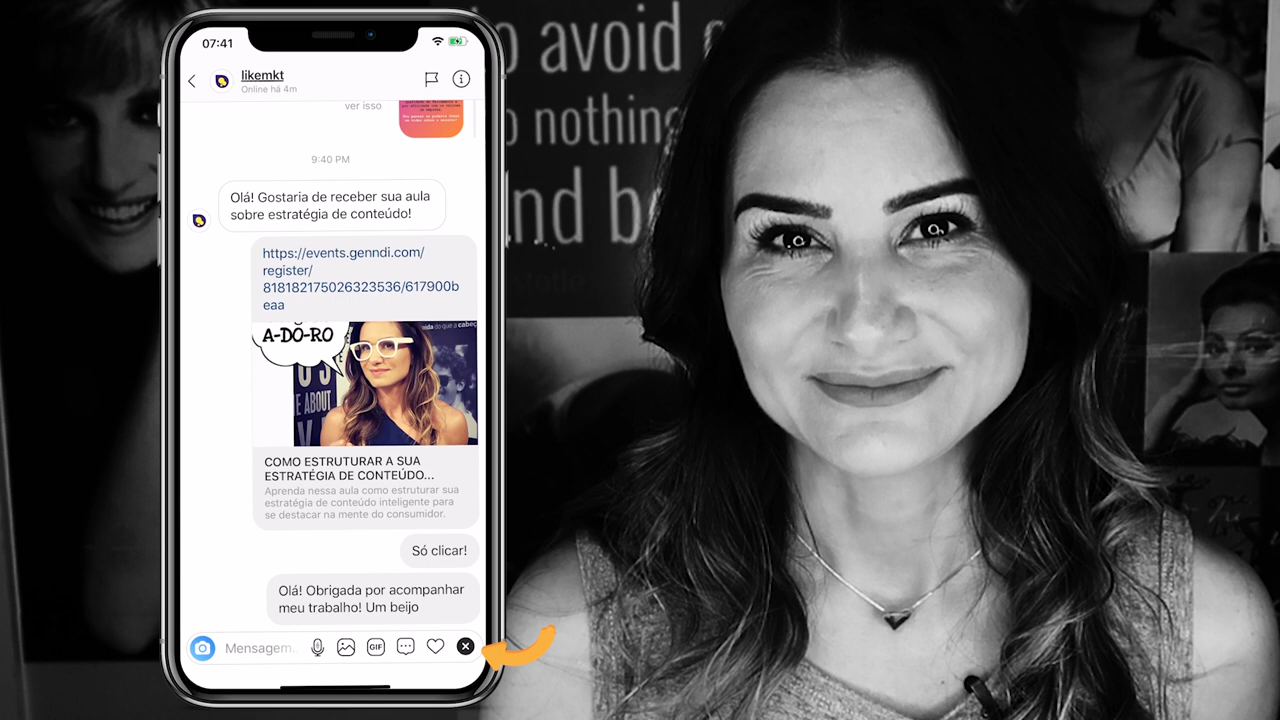 07:41
likemkt
Online há 4m
ver isso
9:40 PM
Olá! Gostaria de receber sua aula
sobre estratégia de conteúdo!
https://events.genndi.com/
register/
818182175026323536/617900b
eaa
A-DÔ-RO
E ABOUT
COMO ESTRUTURAR A SUA
ESTRATÉGIA DE CONTEÚDO...
Aprenda nessa aula como estruturar sua
estratégia de conteúdo inteligente para
se destacar na mente do consumidor.
Só clicar!
Olá! Obrigada por acompanhar
meu trabalho! Um beijo
Mensagem..
GIF
avoid
nothing